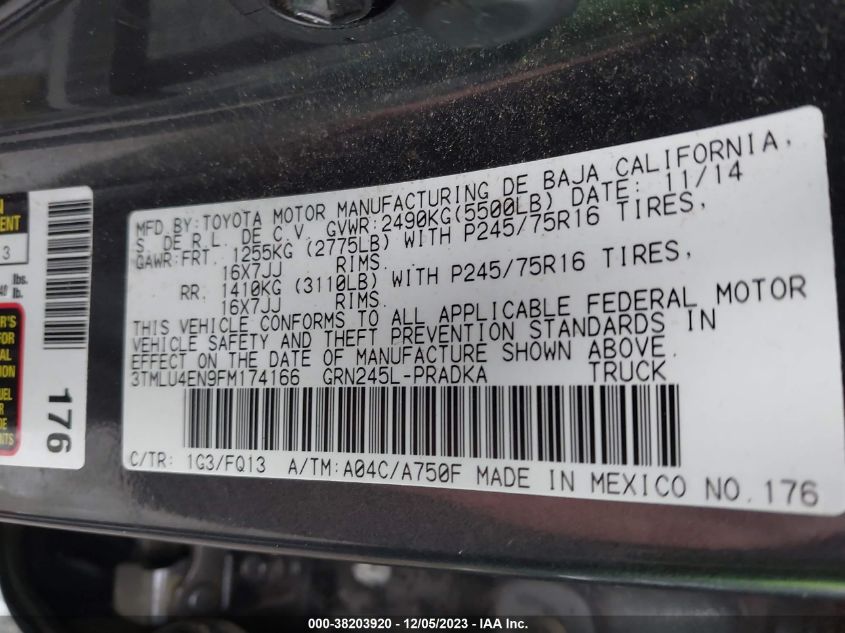 MFD.BY:TOYOTA MOTOR MANUFACTURING DE BAJA CALIFORNIA,
S. DE R.L. DE C.V. GVWR:2490KG(5500LB) DATE: 11/14
GAWR:FRT. 1255KG (2775LB) WITH P245/75R16 TIRES,
16X7JJ RIMS.
RR. 1410KG (3110LB) WITH P245/75R16 TIRES,
16X7JJ RIMS.
THIS VEHICLE CONFORMS TO ALL APPLICABLE FEDERAL MOTOR
VEHICLE SAFETY AND THEFT PREVENTION STANDARDS IN
EFFECT ON THE DATE OF MANUFACTURE SHOWN ABOVE.
3TMLU4EN9FM174166 GRN245L-PRADKA TRUCK
C/TR: 1G3/FQ13 A/TM:A04C/A750F MADE IN MEXICO NO.176
3
lbs.
lb.
176
000-38203920 - 12/05/2023 - IAA Inc.